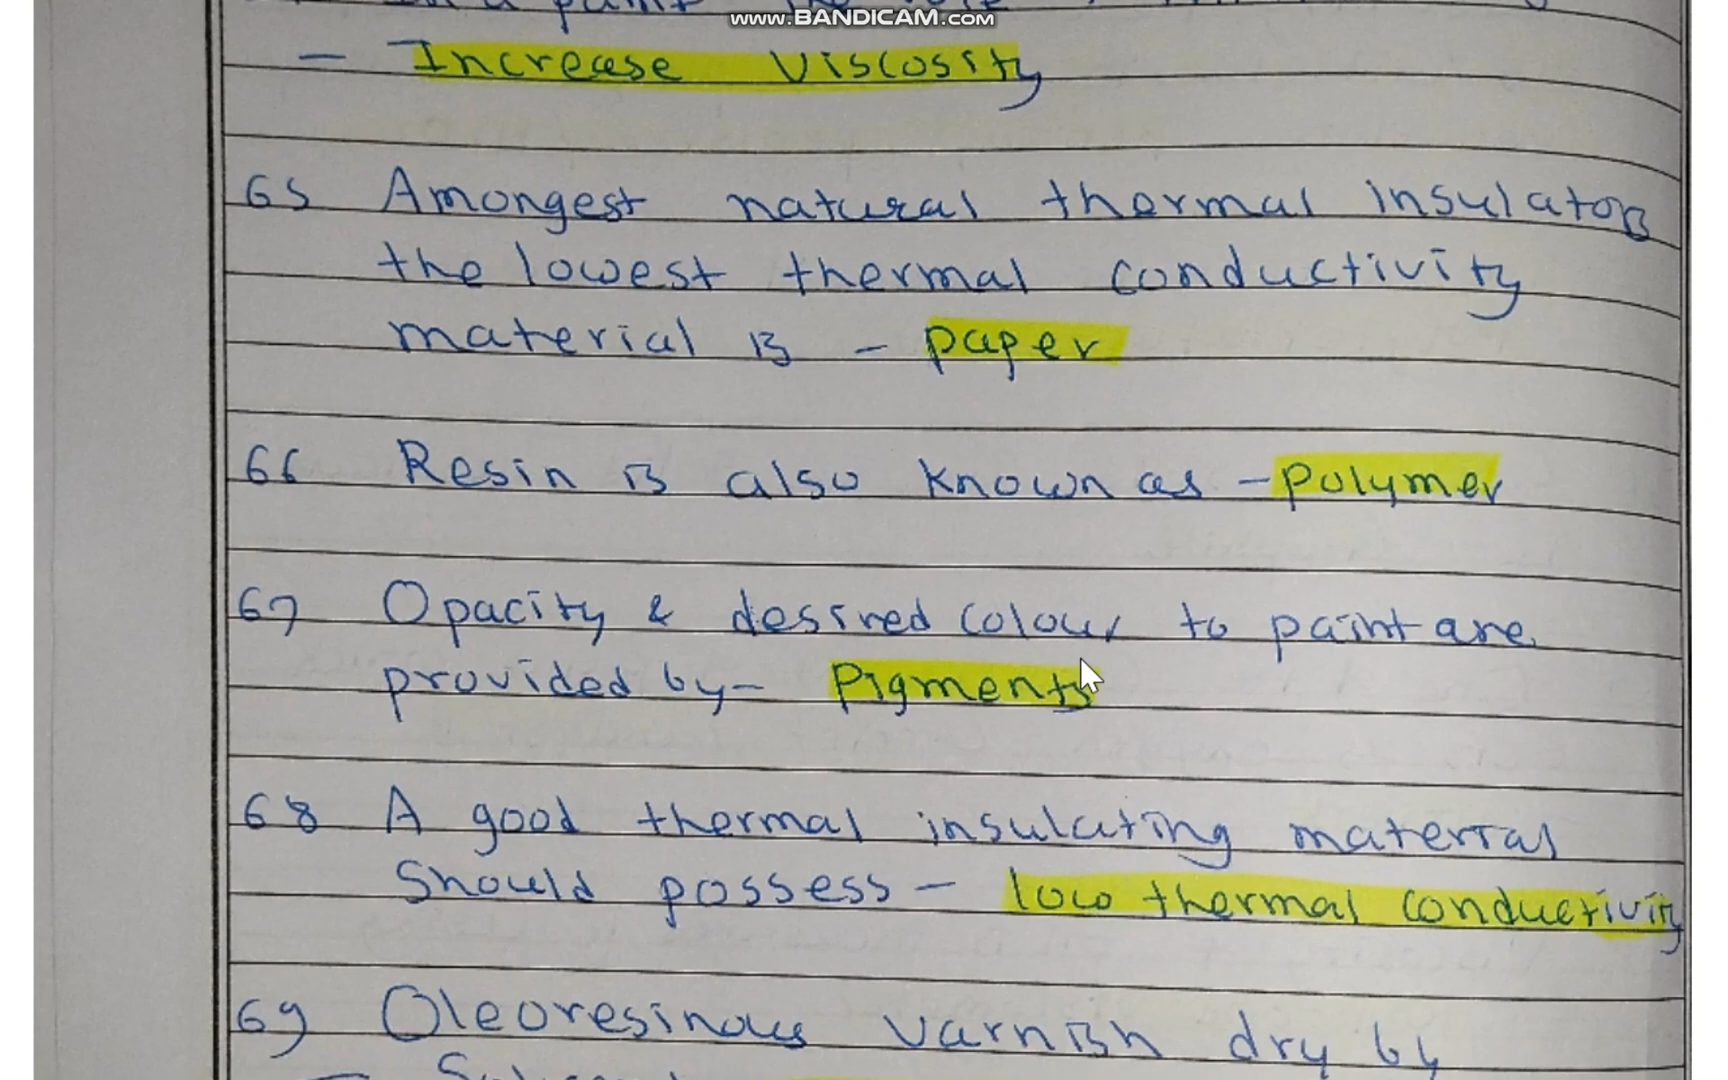 www.BANDICAM.com
- Increase Viscosity
65 Amongest natural thermal insulators
the lowest thermal conductivity
material is - paper
66 Resin is also known as - polymer
67 Opacity & desired colour to paint are
provided by - Pigments
68 A good thermal insulating material
Should possess - low thermal conductivity
69 Oleoresinous varnish dry by